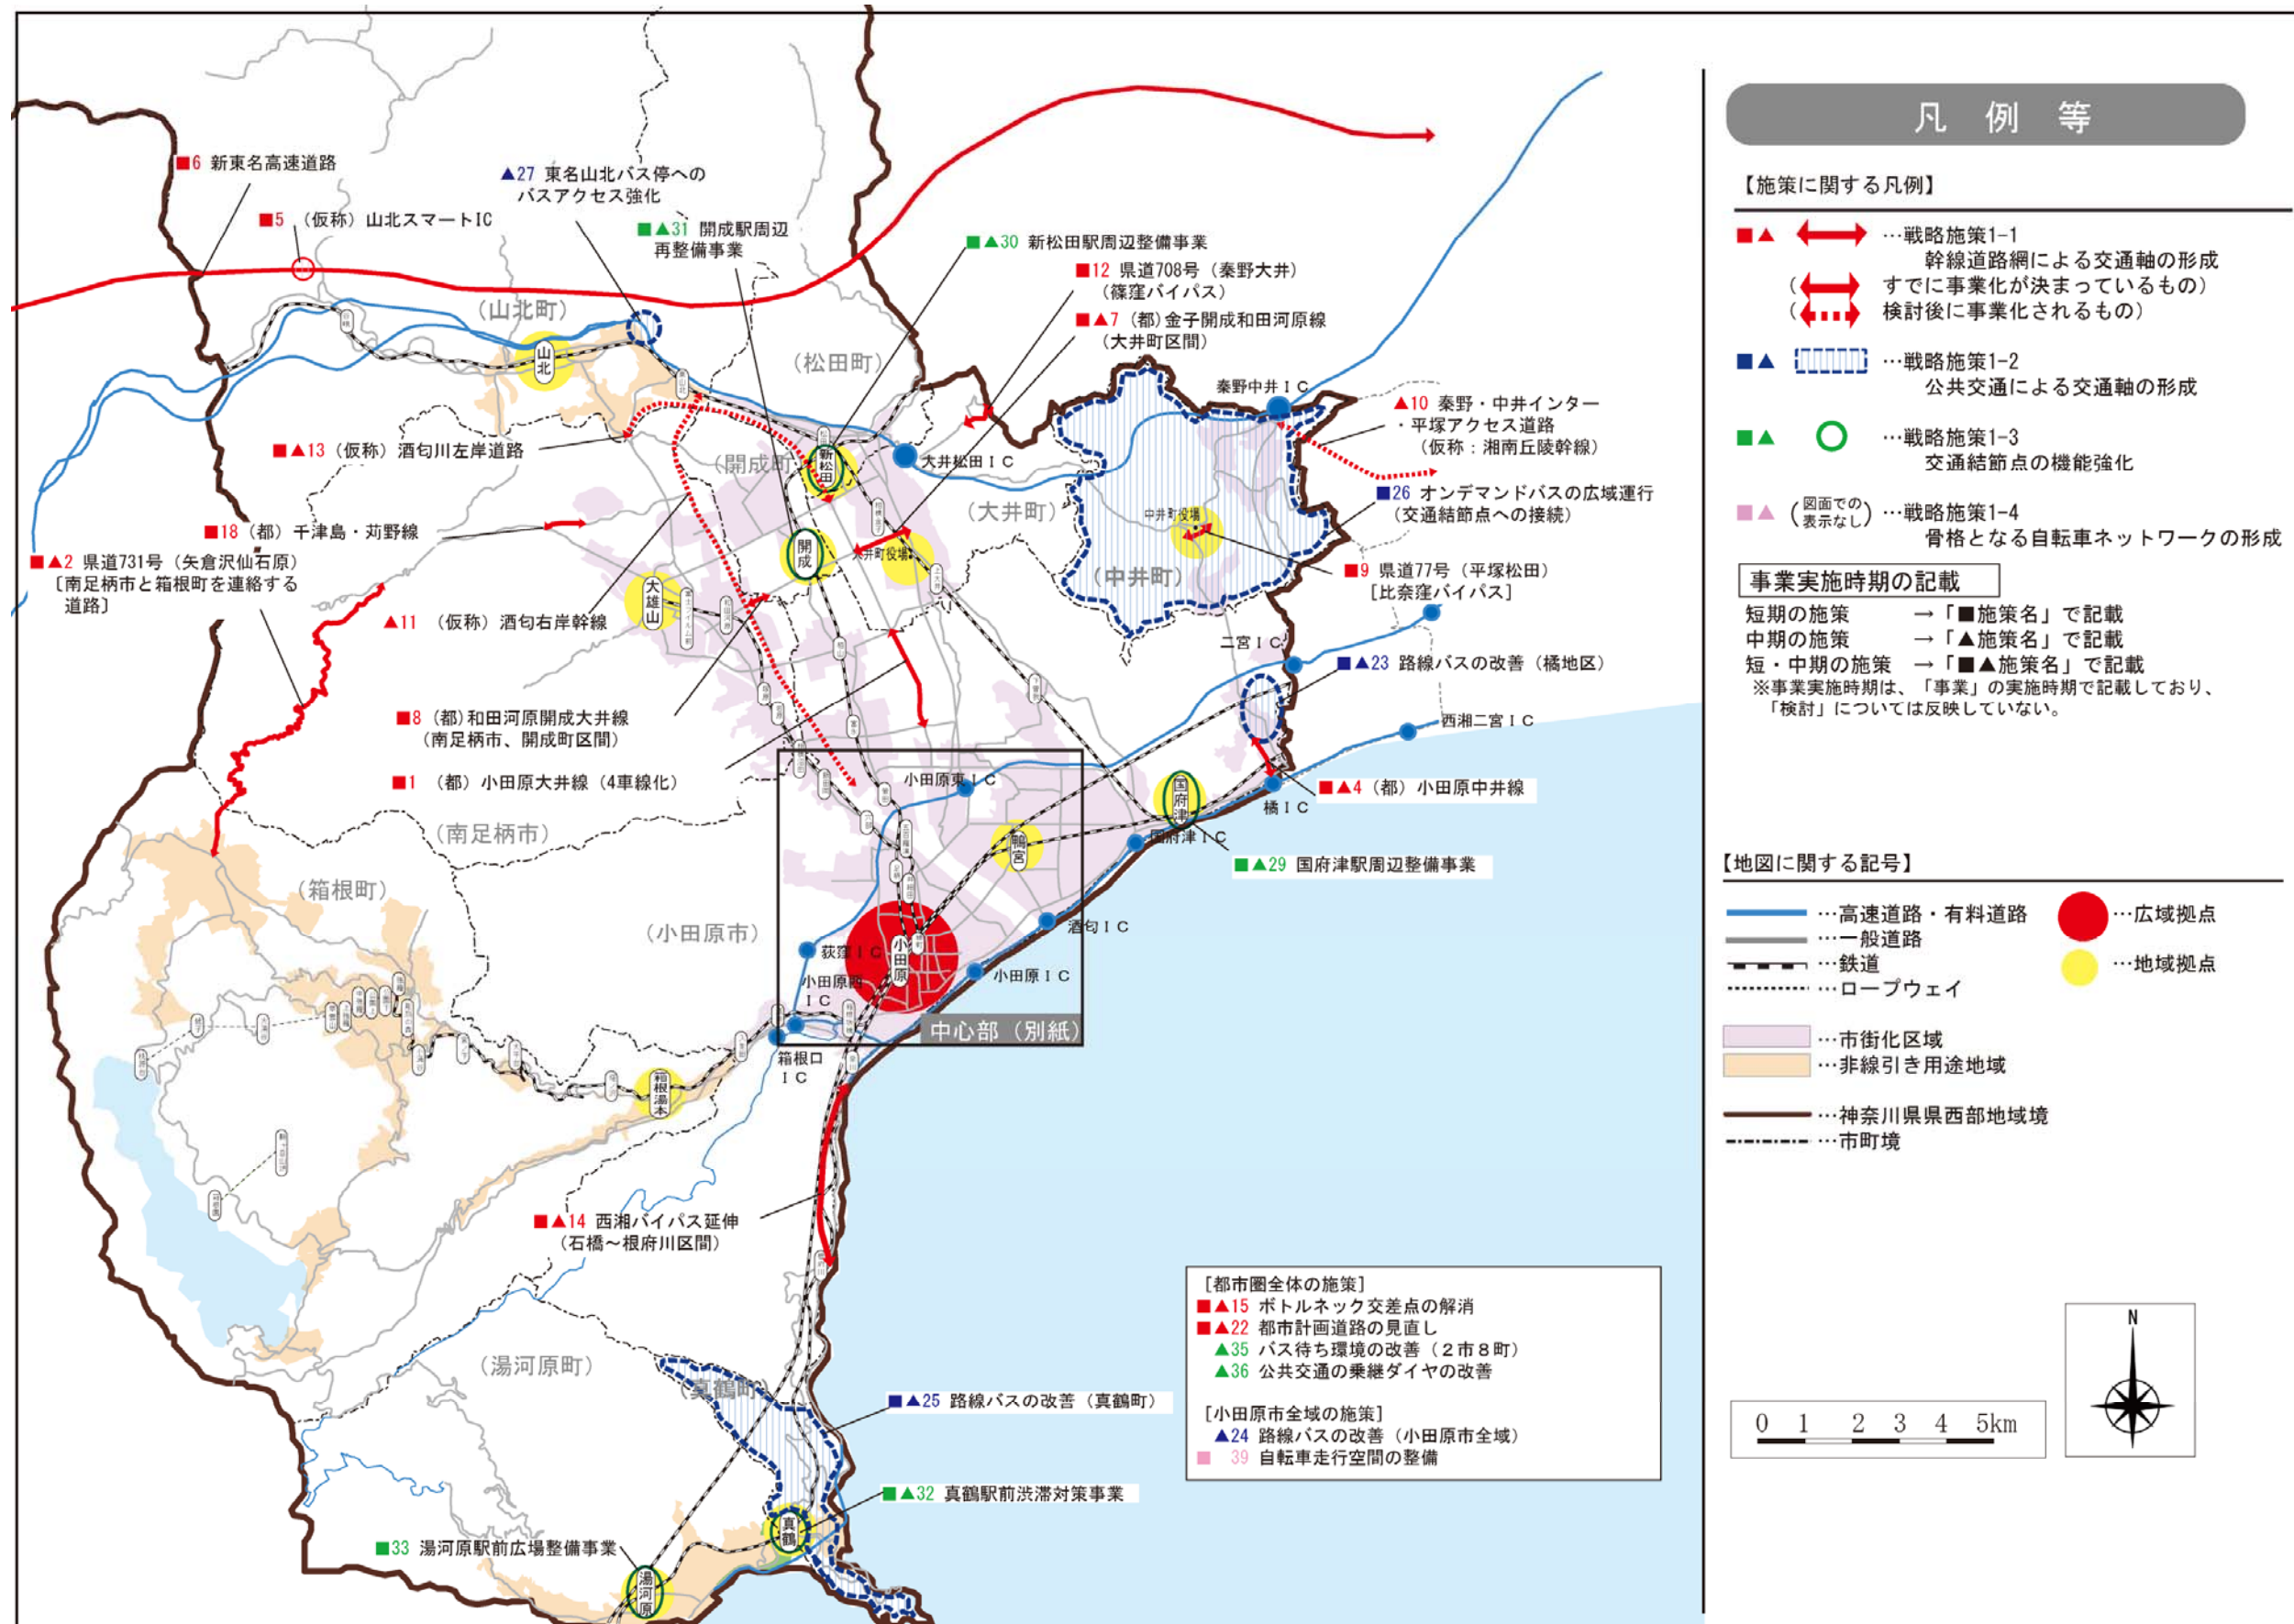 ■6 新東名高速道路
■5 (仮称)山北スマートIC
▲27 東名山北バス停への
バスアクセス強化
■▲31 開成駅周辺
再整備事業
■▲30 新松田駅周辺整備事業
■12 県道708号(秦野大井)
(篠窪バイパス)
■▲7 (都)金子開成和田河原線
(大井町区間)
(山北町)
(松田町)
山北
秦野中井IC
▲10 秦野・中井インター
・平塚アクセス道路
(仮称:湘南丘陵幹線)
■▲13 (仮称)酒匂川左岸道路
(開成町)
新松田
大井松田IC
■26 オンデマンドバスの広域運行
(交通結節点への接続)
(大井町)
中井町役場
■18 (都)千津島・苅野線
■▲2 県道731号(矢倉沢仙石原)
[南足柄市と箱根町を連絡する
道路]
開成
大井町役場
(中井町)
■9 県道77号(平塚松田)
[比奈窪バイパス]
大雄山
▲11 (仮称)酒匂右岸幹線
二宮IC
■▲23 路線バスの改善(橘地区)
■8 (都)和田河原開成大井線
(南足柄市、開成町区間)
西湘二宮IC
■1 (都)小田原大井線(4車線化)
小田原東IC
国府津
橘IC
■▲4 (都)小田原中井線
(南足柄市)
鴨宮
国府津IC
■▲29 国府津駅周辺整備事業
(箱根町)
(小田原市)
酒匂IC
荻窪IC
小田原
小田原IC
小田原西
IC
中心部(別紙)
箱根口
IC
箱根湯本
■▲14 西湘バイパス延伸
(石橋~根府川区間)
(湯河原町)
(真鶴町)
■▲25 路線バスの改善(真鶴町)
■▲32 真鶴駅前渋滞対策事業
真鶴
■33 湯河原駅前広場整備事業
湯河原
[都市圏全体の施策]
■▲15 ボトルネック交差点の解消
■▲22 都市計画道路の見直し
▲35 バス待ち環境の改善(2市8町)
▲36 公共交通の乗継ダイヤの改善
[小田原市全域の施策]
▲24 路線バスの改善(小田原市全域)
■ 39 自転車走行空間の整備
凡例等
【施策に関する凡例】
■▲ …戦略施策1-1
幹線道路網による交通軸の形成
( すでに事業化が決まっているもの)
( 検討後に事業化されるもの)
■▲ …戦略施策1-2
公共交通による交通軸の形成
■▲ …戦略施策1-3
交通結節点の機能強化
■▲ (図面での表示なし) …戦略施策1-4
骨格となる自転車ネットワークの形成
事業実施時期の記載
短期の施策 →「■施策名」で記載
中期の施策 →「▲施策名」で記載
短・中期の施策 →「■▲施策名」で記載
※事業実施時期は、「事業」の実施時期で記載しており、
「検討」については反映していない。
【地図に関する記号】
…高速道路・有料道路
…広域拠点
…一般道路
…鉄道
…地域拠点
…ロープウェイ
…市街化区域
…非線引き用途地域
…神奈川県県西部地域境
…市町境
N
0 1 2 3 4 5km